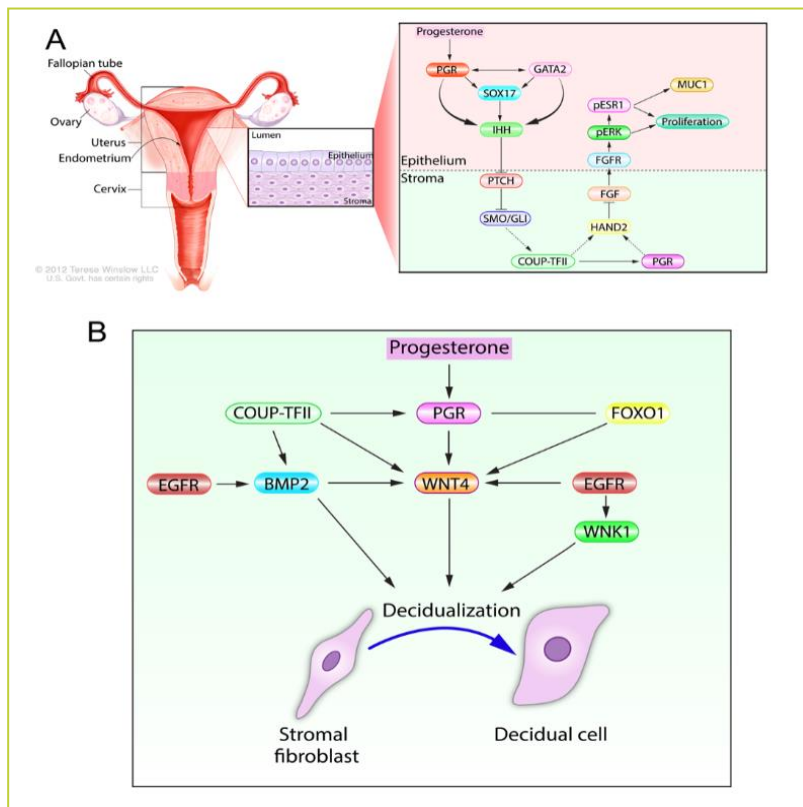 A
Fallopian tube
Ovary
Uterus
Endometrium
Cervix
Lumen
Epithelium
Stroma
© 2012 Terese Winslow LLC
U.S. Govt. has certain rights
Progesterone
PGR
GATA2
SOX17
IHH
Epithelium
Stroma
PTCH
SMO/GLI
COUP-TFII
PGR
HAND2
FGF
FGFR
pERK
pESR1
MUC1
Proliferation
B
Progesterone
COUP-TFII
PGR
FOXO1
EGFR
BMP2
WNT4
EGFR
WNK1
Decidualization
Stromal
fibroblast
Decidual cell